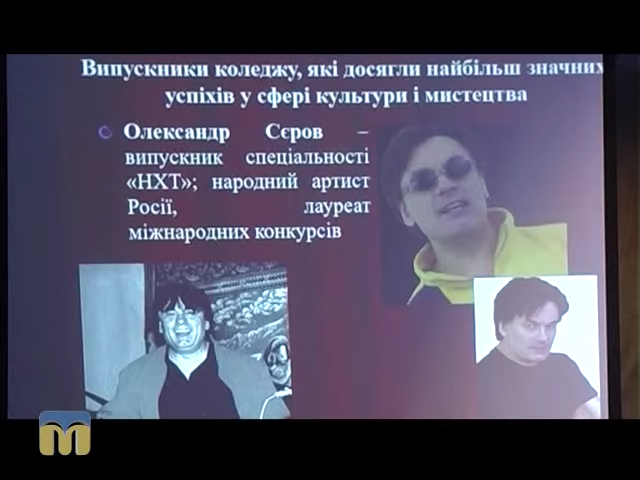 Випускники коледжу, які досягли найбільш значних
успіхів у сфері культури і мистецтва
Олександр Сєров –
випускник спеціальності
«НХТ»; народний артист
Росії, лауреат
міжнародних конкурсів
М